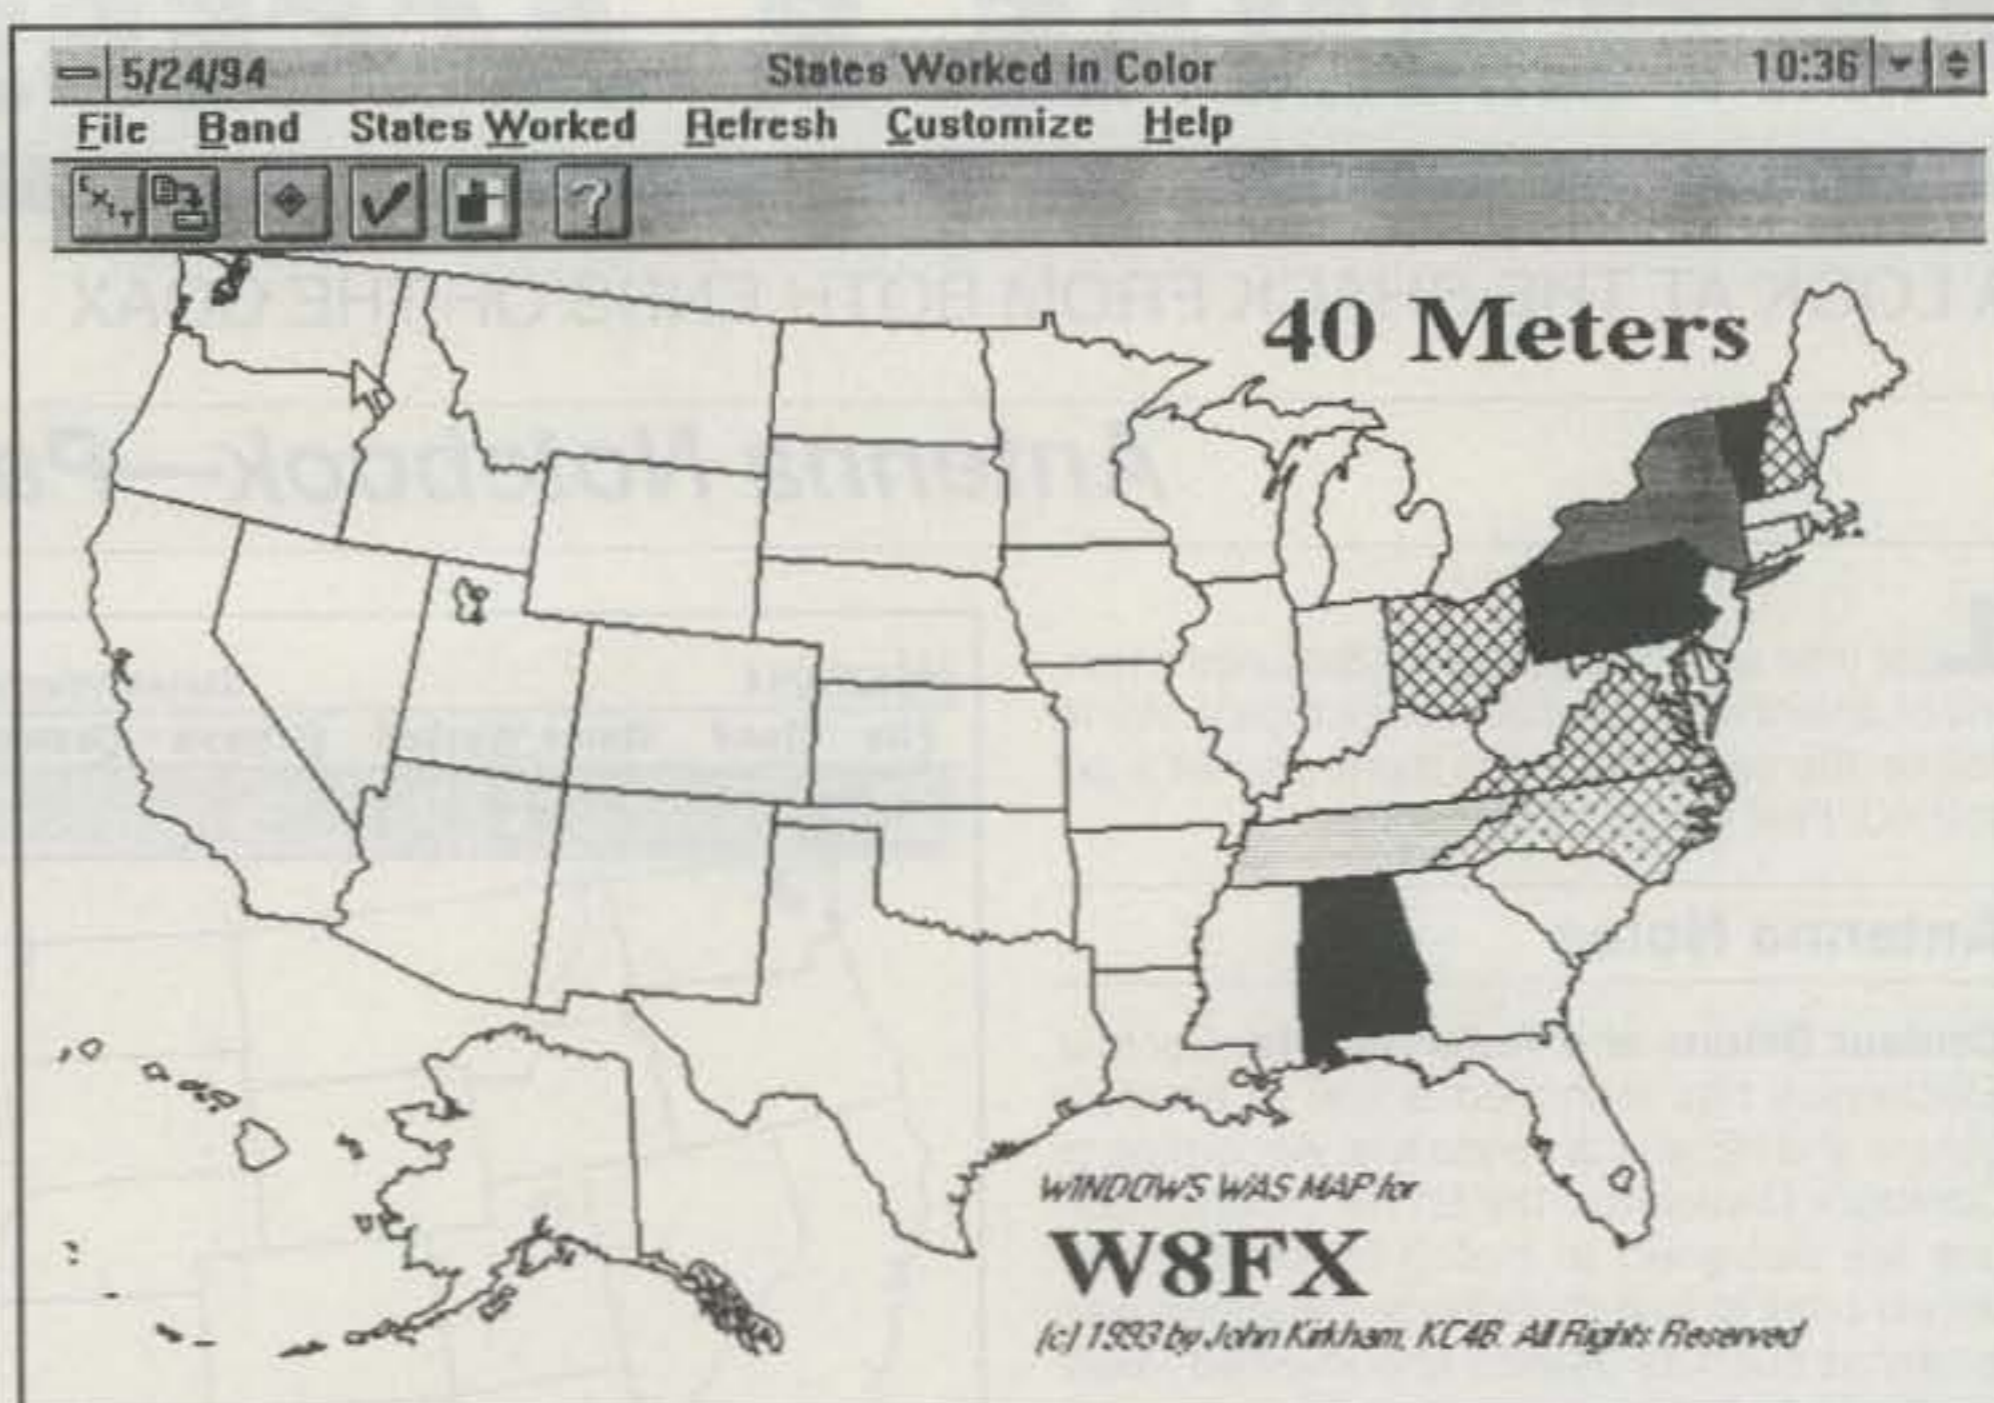 5/24/94 States Worked in Color 10:36
File Band States Worked Refresh Customize Help
EXIT ?
40 Meters
WINDOWS WAS MAP for
W8FX
(c) 1993 by John Kirkham, KC4B. All Rights Reserved